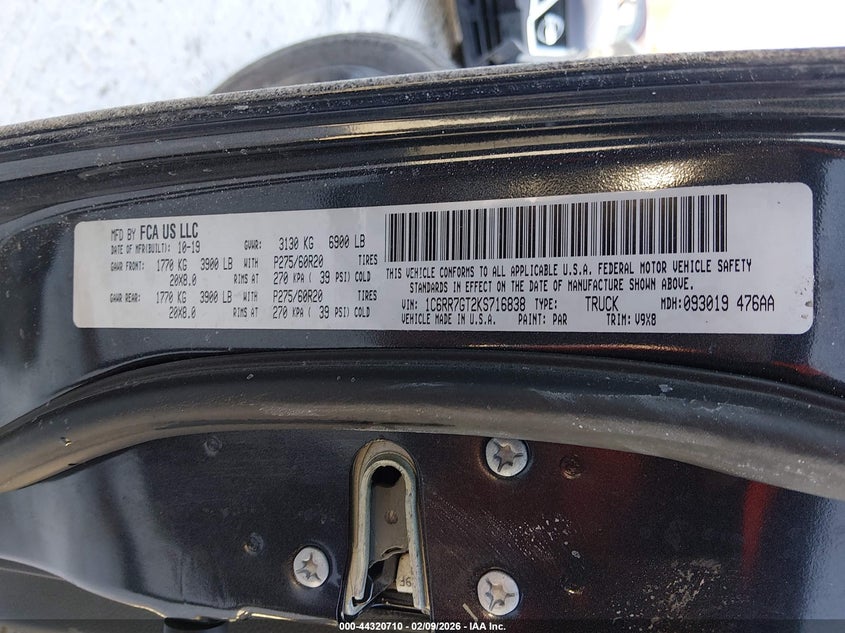 MFD BY FCA US LLC
DATE OF MFR(BUILT): 10-19 GVWR: 3130 KG 6900 LB
GAWR FRONT: 1770 KG 3900 LB WITH P275/60R20 TIRES
20X8.0 RIMS AT 270 KPA ( 39 PSI) COLD
GAWR REAR: 1770 KG 3900 LB WITH P275/60R20 TIRES
20X8.0 RIMS AT 270 KPA ( 39 PSI) COLD
THIS VEHICLE CONFORMS TO ALL APPLICABLE U.S.A. FEDERAL MOTOR VEHICLE SAFETY
STANDARDS IN EFFECT ON THE DATE OF MANUFACTURE SHOWN ABOVE.
VIN: 1C6RR7GT2KS716838 TYPE: TRUCK MDH: 093019 476AA
VEHICLE MADE IN U.S.A. PAINT: PAR TRIM: V9X8
000-44320710 - 02/09/2026 - IAA Inc.